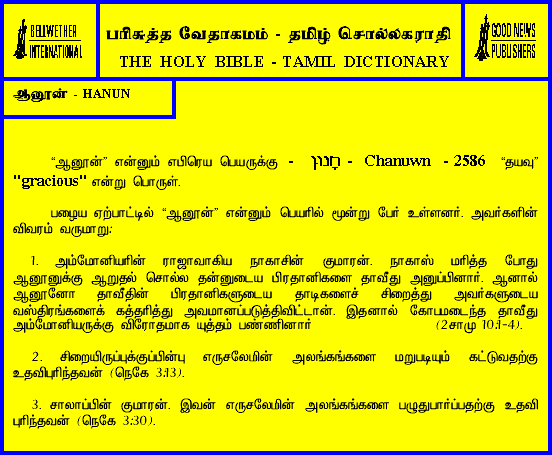 BELLWETHER
INTERNATIONAL
பரிசுத்த வேதாகமம் - தமிழ் சொல்லகராதி
THE HOLY BIBLE - TAMIL DICTIONARY
GOOD NEWS
PUBLISHERS
ஆனூன் - HANUN
“ஆனூன்” என்னும் எபிரெய பெயருக்கு - חָנוּן - Chanuwn - 2586 “தயவு”
"gracious" என்று பொருள்.
பழைய ஏற்பாட்டில் “ஆனூன்” என்னும் பெயரில் மூன்று பேர் உள்ளனர். அவர்களின்
விவரம் வருமாறு:
1. அம்மோனியரின் ராஜாவாகிய நாகாசின் குமாரன். நாகாஸ் மரித்த போது
ஆனூனுக்கு ஆறுதல் சொல்ல தன்னுடைய பிரதானிகளை தாவீது அனுப்பினார். ஆனால்
ஆனூனோ தாவீதின் பிரதானிகளுடைய தாடிகளைச் சிறைத்து அவர்களுடைய
வஸ்திரங்களைக் கத்தரித்து அவமானப்படுத்திவிட்டான். இதனால் கோபமடைந்த தாவீது
அம்மோனியருக்கு விரோதமாக யுத்தம் பண்ணினார் (2சாமு 10:1-4).
2. சிறையிருப்புக்குப்பின்பு எருசலேமின் அலங்கங்களை மறுபடியும் கட்டுவதற்கு
உதவிபுரிந்தவன் (நெகே 3:13).
3. சாலாப்பின் குமாரன். இவன் எருசலேமின் அலங்கங்களை பழுதுபார்ப்பதற்கு உதவி
புரிந்தவன் (நெகே 3:30).